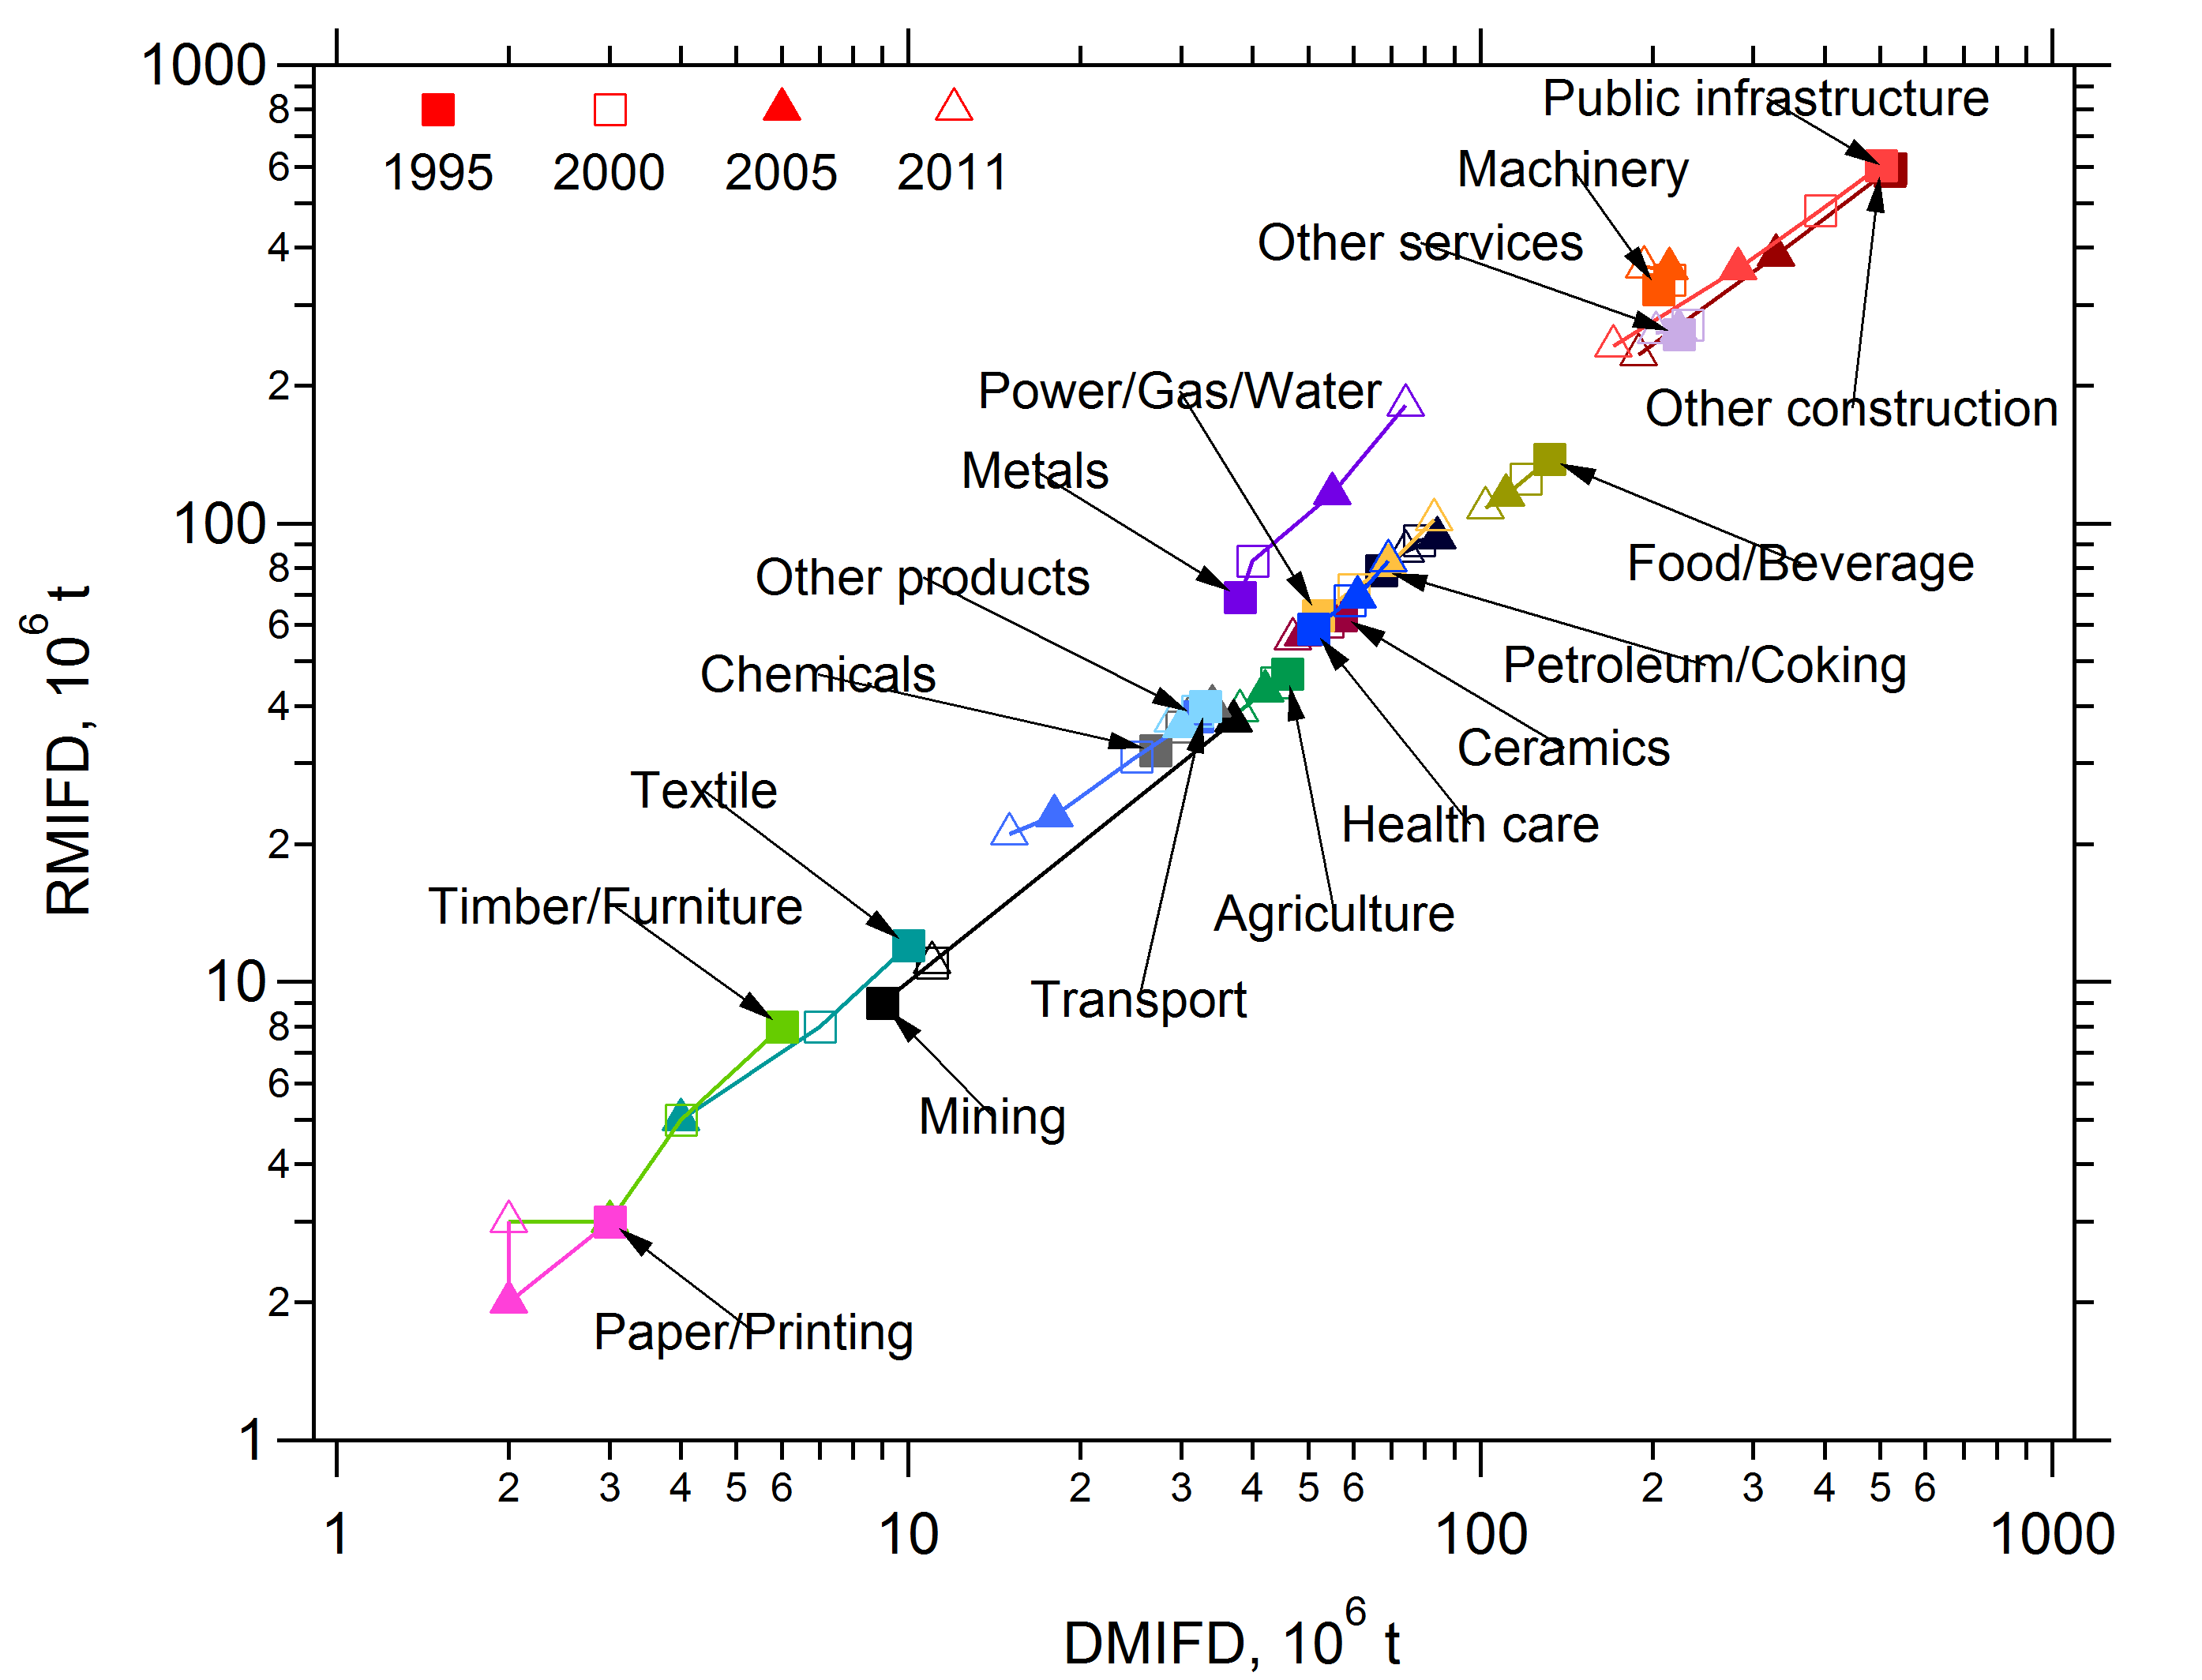 1000
8
6
4
2
100
8
6
4
2
10
8
6
4
2
1
RMIFD, 10⁶ t
1995
2000
2005
2011
Public infrastructure
Machinery
Other services
Power/Gas/Water
Other construction
Metals
Other products
Food/Beverage
Chemicals
Petroleum/Coking
Ceramics
Textile
Health care
Timber/Furniture
Agriculture
Transport
Mining
Paper/Printing
2 3 4 5 6 2 3 4 5 6 2 3 4 5 6
1 10 100 1000
DMIFD, 10⁶ t